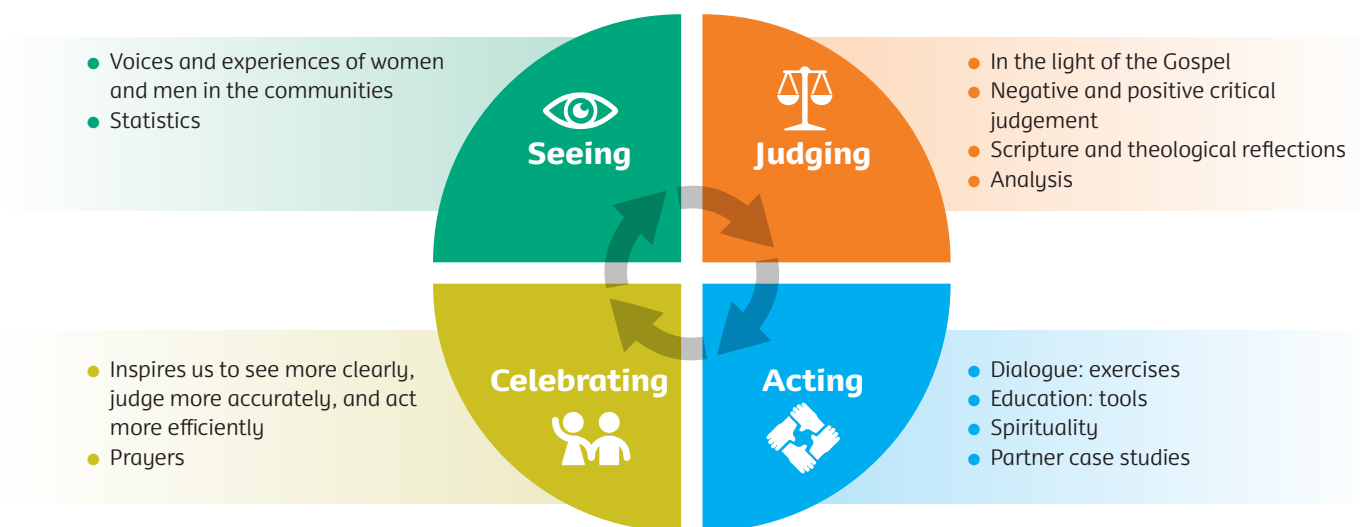 Voices and experiences of women
and men in the communities
Statistics
Seeing
Judging
In the light of the Gospel
Negative and positive critical
judgement
Scripture and theological reflections
Analysis
Inspires us to see more clearly,
judge more accurately, and act
more efficiently
Prayers
Celebrating
Acting
Dialogue: exercises
Education: tools
Spirituality
Partner case studies